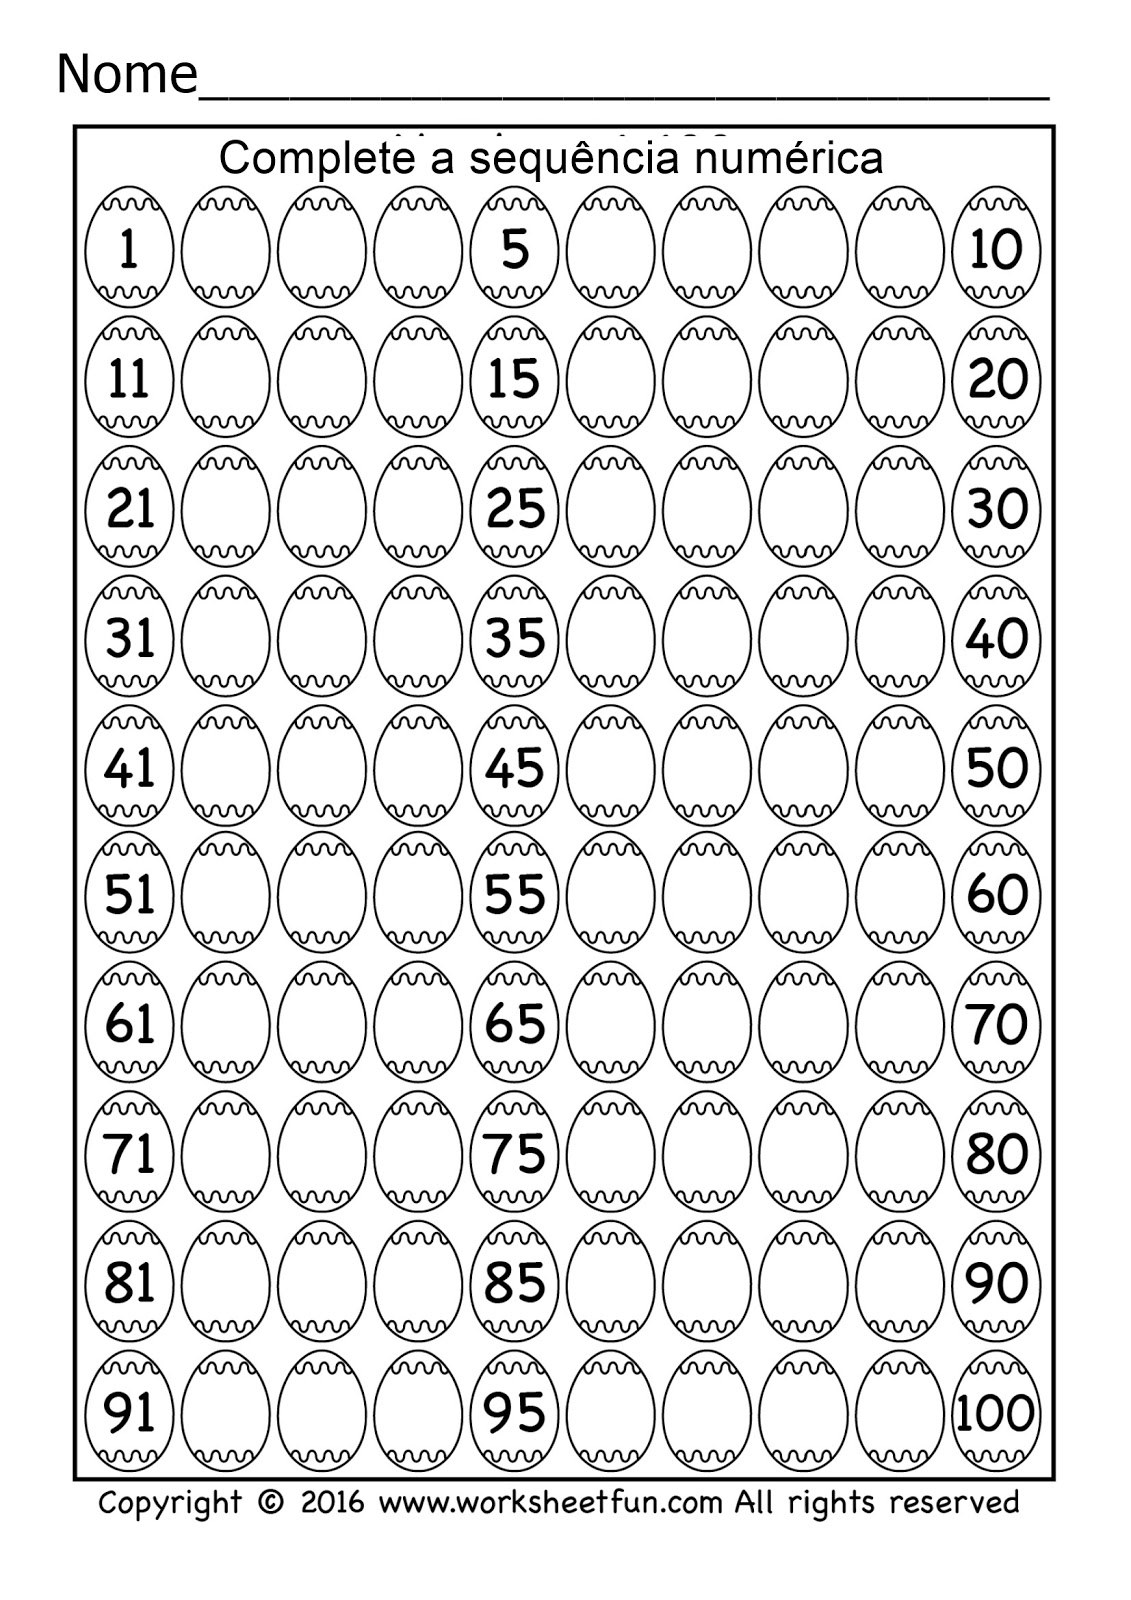 Nome____________________________
Complete a sequência numérica
1 5 10
11 15 20
21 25 30
31 35 40
41 45 50
51 55 60
61 65 70
71 75 80
81 85 90
91 95 100
Copyright © 2016 www.worksheetfun.com All rights reserved